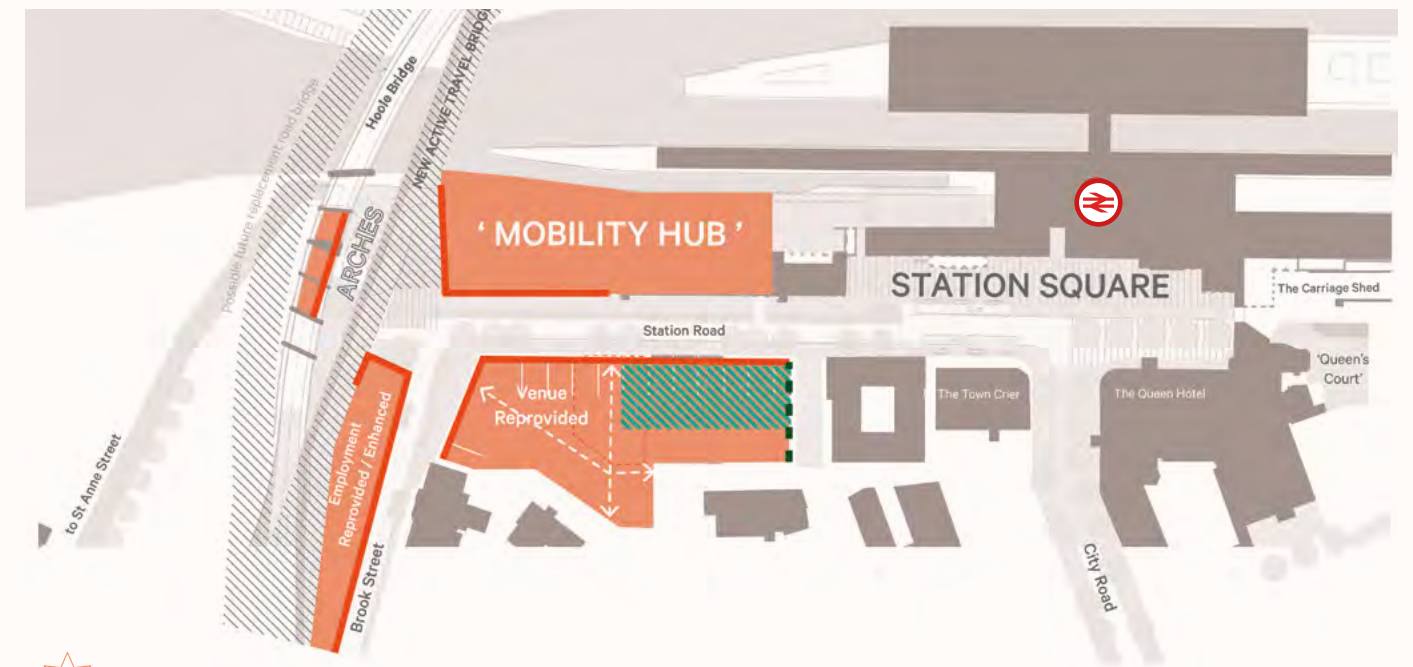 Hoole Bridge
NEW ACTIVE TRAVEL BRIDGE
Possible future replacement road bridge
ARCHES
‘ MOBILITY HUB ’
STATION SQUARE
The Carriage Shed
Station Road
‘Queen's
Court’
Venue
Reprovided
The Town Crier
The Queen Hotel
Employment
Reprovided / Enhanced
to St Anne Street
Brook Street
City Road